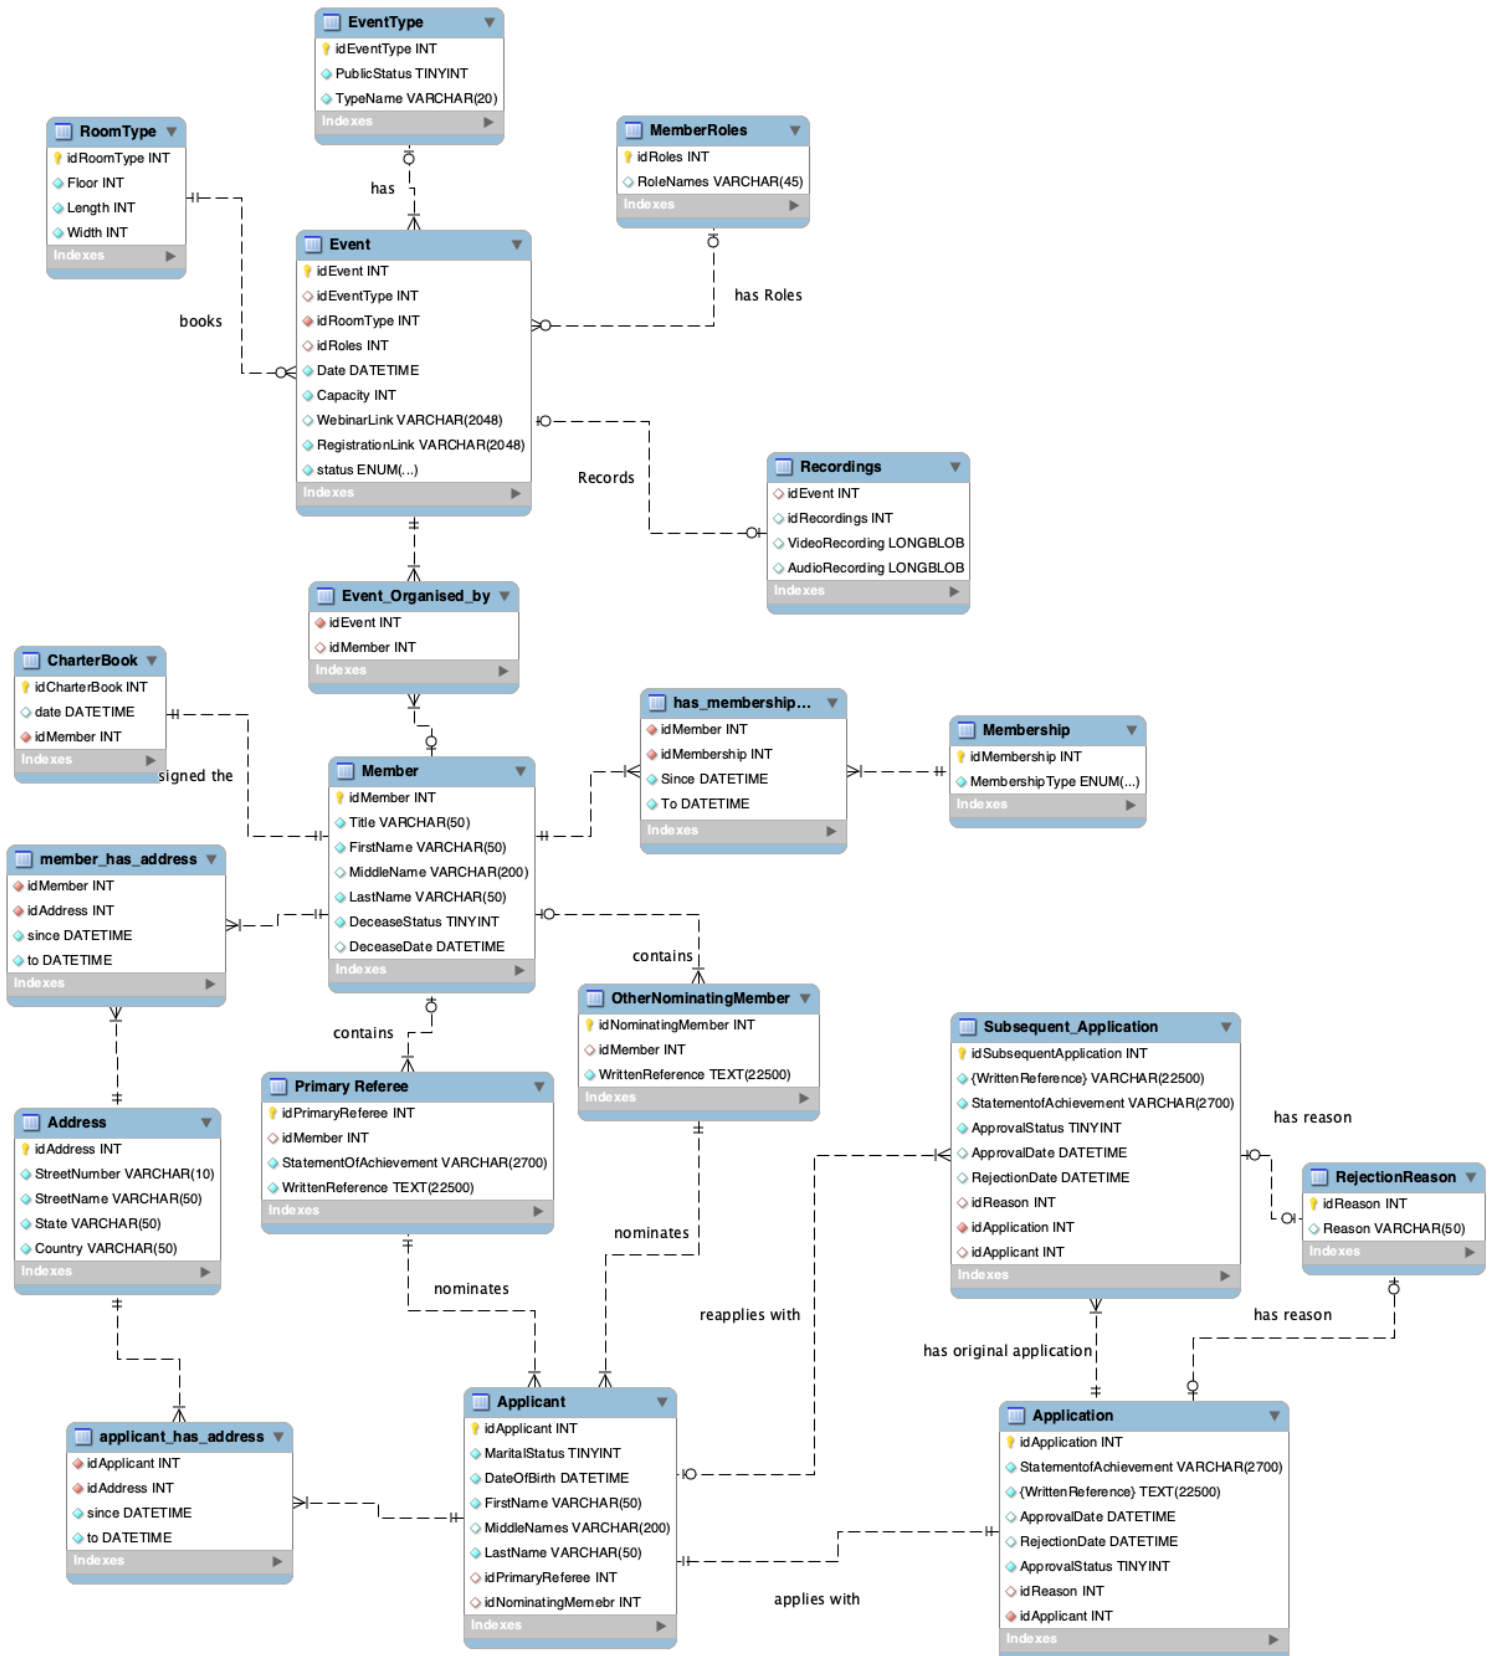 EventType
idEventType INT
PublicStatus TINYINT
TypeName VARCHAR(20)
Indexes
RoomType
idRoomType INT
Floor INT
Length INT
Width INT
Indexes
MemberRoles
idRoles INT
RoleNames VARCHAR(45)
Indexes
has
has Roles
books
Event
idEvent INT
idEventType INT
idRoomType INT
idRoles INT
Date DATETIME
Capacity INT
WebinarLink VARCHAR(2048)
RegistrationLink VARCHAR(2048)
status ENUM(...)
Indexes
Records
Recordings
idEvent INT
idRecordings INT
VideoRecording LONGBLOB
AudioRecording LONGBLOB
Indexes
Event_Organised_by
idEvent INT
idMember INT
Indexes
CharterBook
idCharterBook INT
date DATETIME
idMember INT
Indexes
signed the
has_membership...
idMember INT
idMembership INT
Since DATETIME
To DATETIME
Indexes
Membership
idMembership INT
MembershipType ENUM(...)
Indexes
Member
idMember INT
Title VARCHAR(50)
FirstName VARCHAR(50)
MiddleName VARCHAR(200)
LastName VARCHAR(50)
DeceaseStatus TINYINT
DeceaseDate DATETIME
Indexes
member_has_address
idMember INT
idAddress INT
since DATETIME
to DATETIME
Indexes
contains
contains
OtherNominatingMember
idNominatingMember INT
idMember INT
WrittenReference TEXT(22500)
Indexes
Primary Referee
idPrimaryReferee INT
idMember INT
StatementOfAchievement VARCHAR(2700)
WrittenReference TEXT(22500)
Indexes
Address
idAddress INT
StreetNumber VARCHAR(10)
StreetName VARCHAR(50)
State VARCHAR(50)
Country VARCHAR(50)
Indexes
Subsequent_Application
idSubsequentApplication INT
{WrittenReference} VARCHAR(22500)
StatementofAchievement VARCHAR(2700)
ApprovalStatus TINYINT
ApprovalDate DATETIME
RejectionDate DATETIME
idReason INT
idApplication INT
idApplicant INT
Indexes
has reason
RejectionReason
idReason INT
Reason VARCHAR(50)
Indexes
nominates
nominates
reapplies with
has reason
has original application
applicant_has_address
idApplicant INT
idAddress INT
since DATETIME
to DATETIME
Indexes
Applicant
idApplicant INT
MaritalStatus TINYINT
DateOfBirth DATETIME
FirstName VARCHAR(50)
MiddleNames VARCHAR(200)
LastName VARCHAR(50)
idPrimaryReferee INT
idNominatingMemebr INT
Indexes
applies with
Application
idApplication INT
StatementofAchievement VARCHAR(2700)
{WrittenReference} TEXT(22500)
ApprovalDate DATETIME
RejectionDate DATETIME
ApprovalStatus TINYINT
idReason INT
idApplicant INT
Indexes